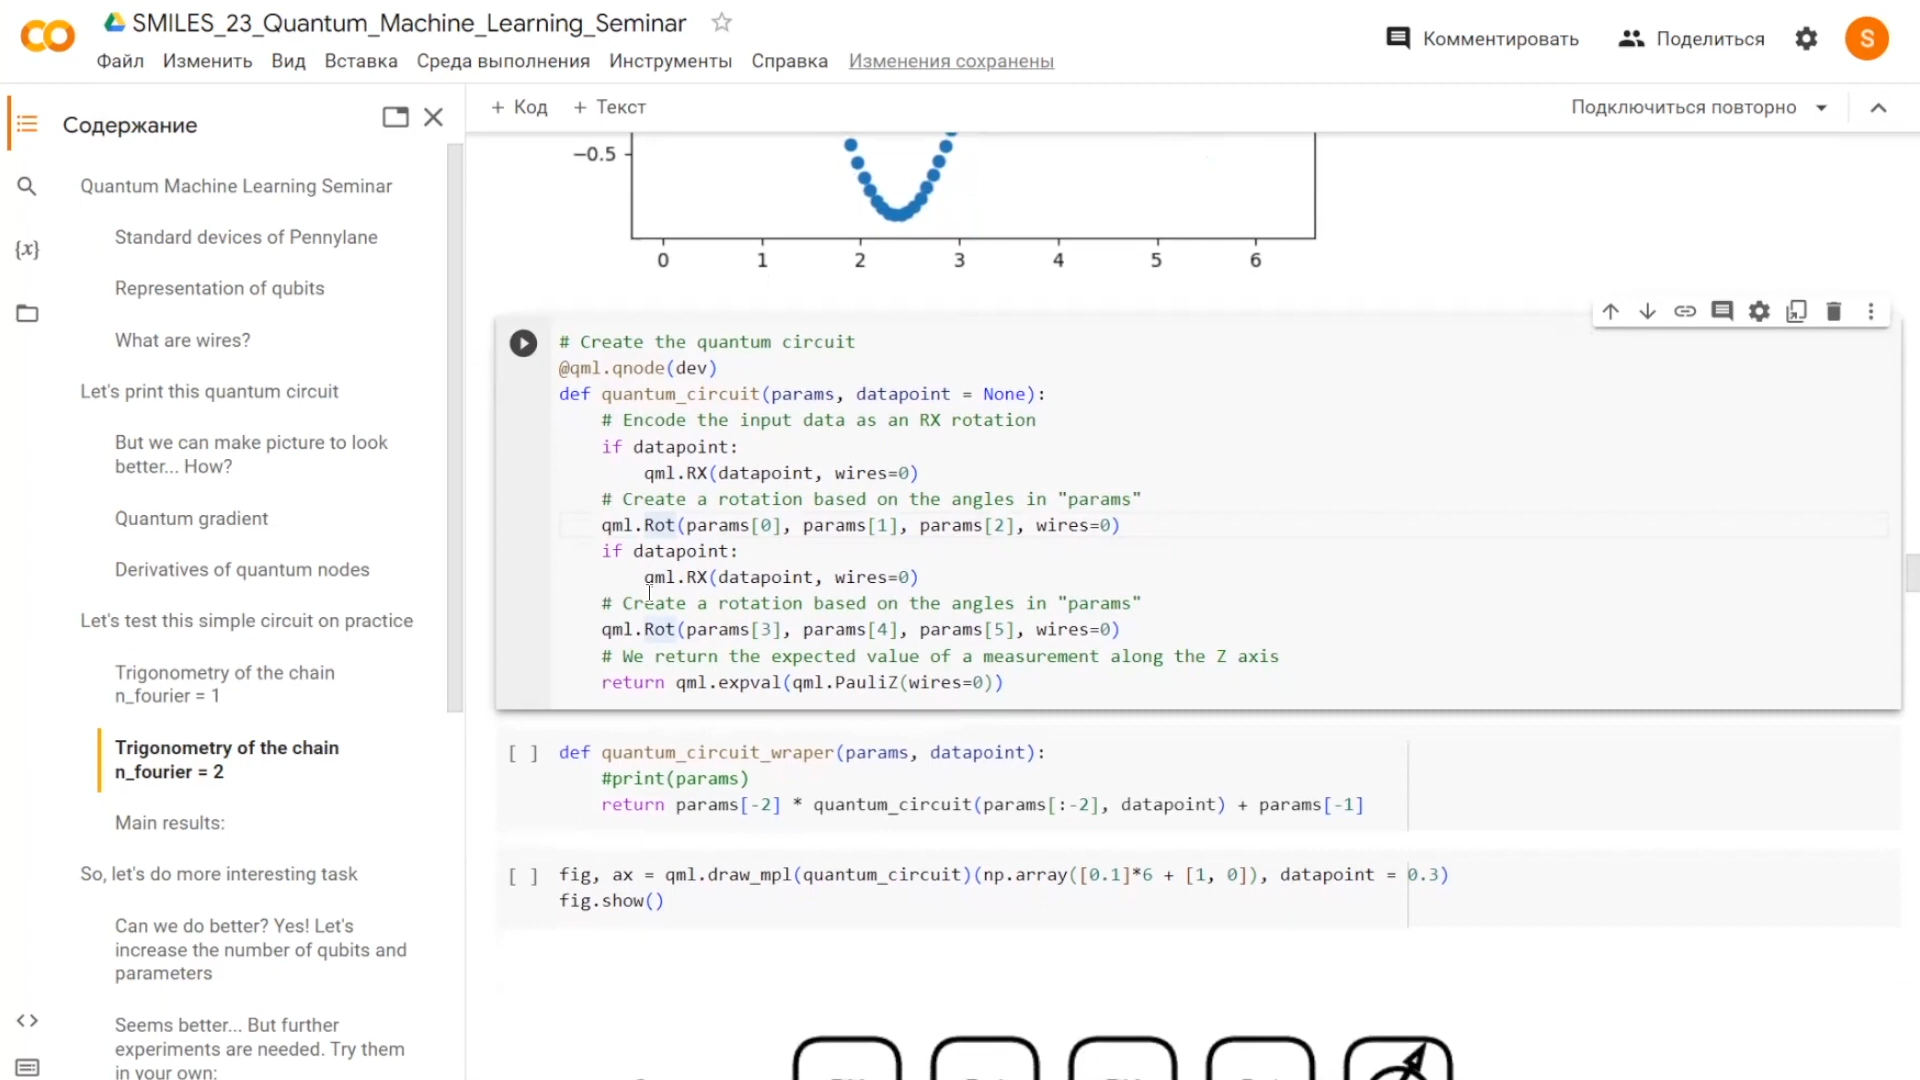 SMILES_23_Quantum_Machine_Learning_Seminar
Файл Изменить Вид Вставка Среда выполнения Инструменты Справка Изменения сохранены
Комментировать Поделиться S
Содержание
Quantum Machine Learning Seminar
Standard devices of Pennylane
Representation of qubits
What are wires?
Let's print this quantum circuit
But we can make picture to look
better... How?
Quantum gradient
Derivatives of quantum nodes
Let's test this simple circuit on practice
Trigonometry of the chain
n_fourier = 1
Trigonometry of the chain
n_fourier = 2
Main results:
So, let's do more interesting task
Can we do better? Yes! Let's
increase the number of qubits and
parameters
Seems better... But further
experiments are needed. Try them
in your own:
+ Код + Текст
Подключиться повторно
−0.5
0 1 2 3 4 5 6
# Create the quantum circuit
@qml.qnode(dev)
def quantum_circuit(params, datapoint = None):
# Encode the input data as an RX rotation
if datapoint:
qml.RX(datapoint, wires=0)
# Create a rotation based on the angles in "params"
qml.Rot(params[0], params[1], params[2], wires=0)
if datapoint:
qml.RX(datapoint, wires=0)
# Create a rotation based on the angles in "params"
qml.Rot(params[3], params[4], params[5], wires=0)
# We return the expected value of a measurement along the Z axis
return qml.expval(qml.PauliZ(wires=0))
[ ] def quantum_circuit_wraper(params, datapoint):
#print(params)
return params[-2] * quantum_circuit(params[:-2], datapoint) + params[-1]
[ ] fig, ax = qml.draw_mpl(quantum_circuit)(np.array([0.1]*6 + [1, 0]), datapoint = 0.3)
fig.show()